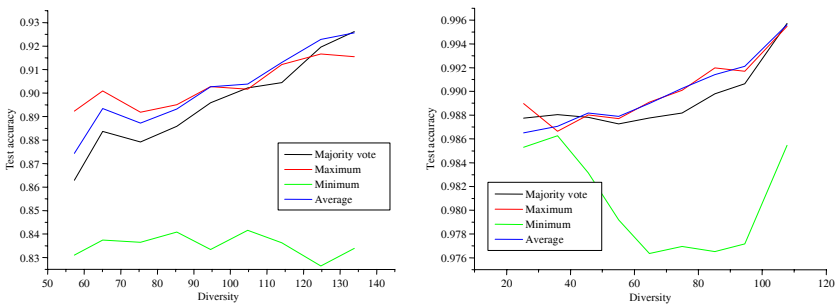 0.93
0.92
0.91
0.90
0.89
0.88
0.87
0.86
0.85
0.84
0.83
Test accuracy
Majority vote
Maximum
Minimum
Average
50 60 70 80 90 100 110 120 130 140
Diversity
0.996
0.994
0.992
0.990
0.988
0.986
0.984
0.982
0.980
0.978
0.976
Test accuracy
Majority vote
Maximum
Minimum
Average
20 40 60 80 100 120
Diversity